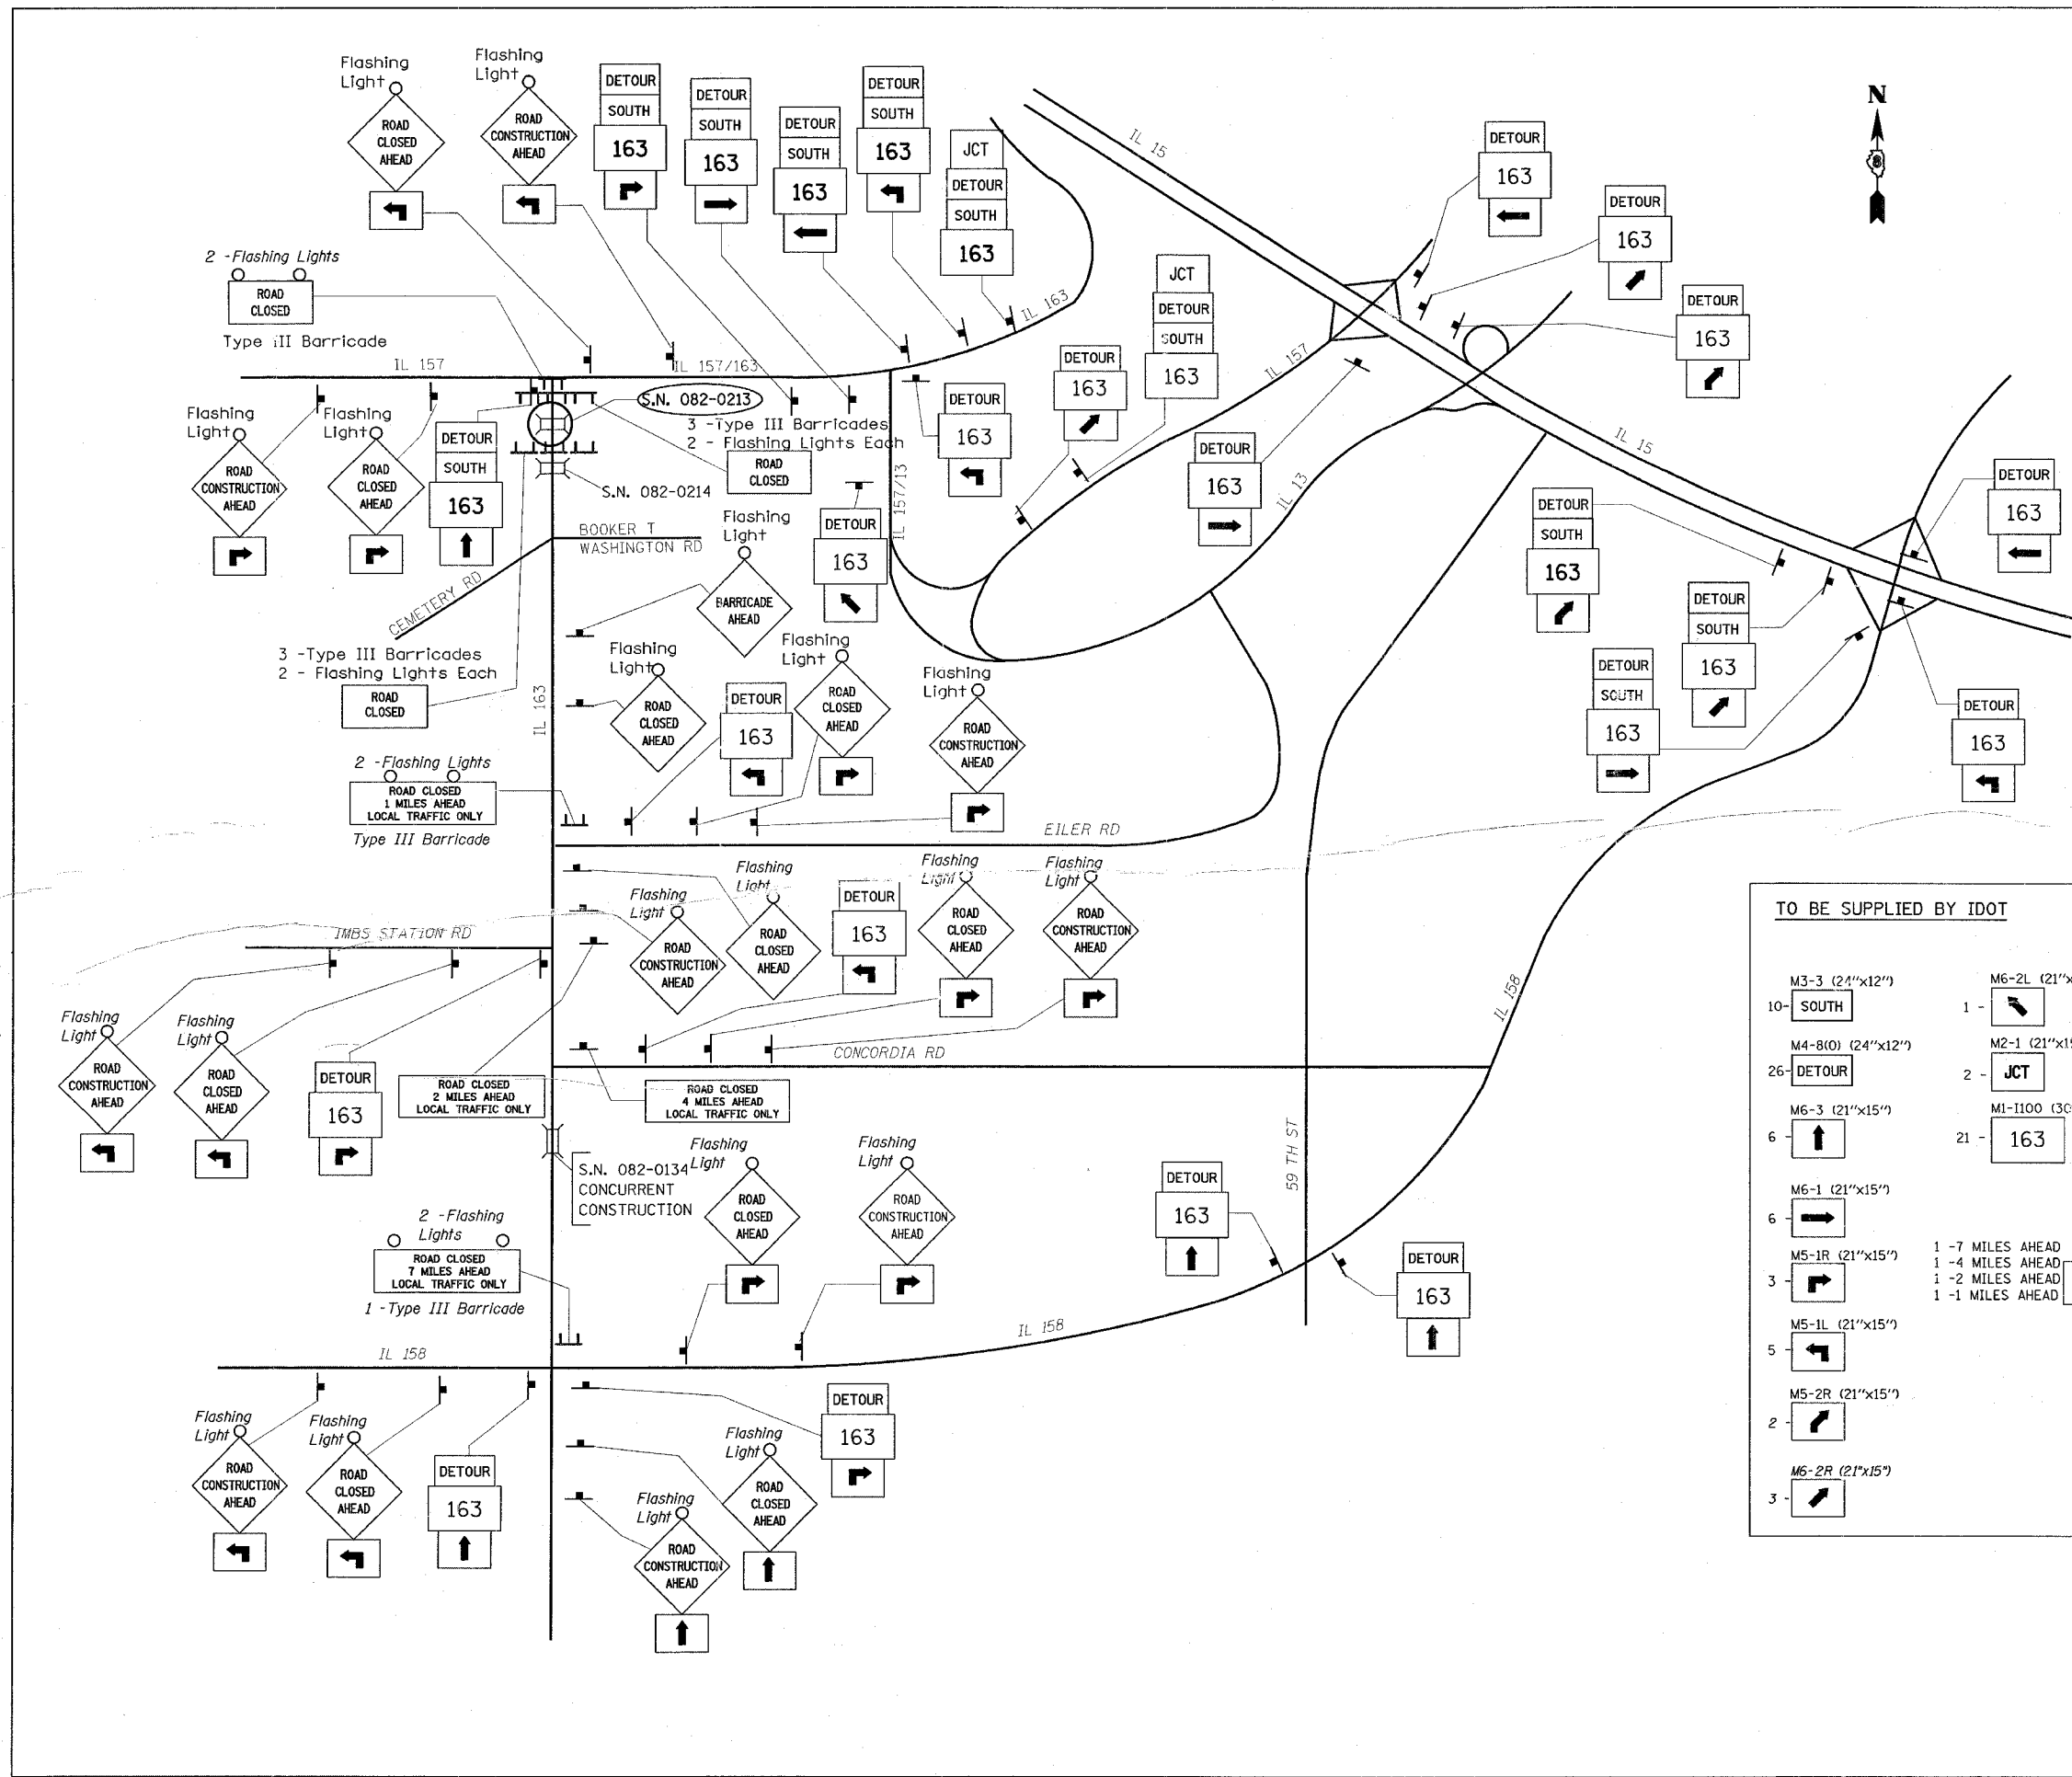 Flashing
Light
ROAD
CLOSED
AHEAD
Flashing
Light
ROAD
CONSTRUCTION
AHEAD
DETOUR
SOUTH
163
DETOUR
SOUTH
163
DETOUR
SOUTH
163
DETOUR
SOUTH
163
JCT
DETOUR
SOUTH
163
IL 15
DETOUR
163
N
8
DETOUR
163
DETOUR
163
2 -Flashing Lights
ROAD
CLOSED
Type III Barricade
IL 157
IL 157/163
IL 163
JCT
DETOUR
SOUTH
163
DETOUR
163
IL 157
S.N. 082-0213
3 -Type III Barricades
2 - Flashing Lights Each
ROAD
CLOSED
S.N. 082-0214
DETOUR
163
IL 157/13
DETOUR
163
IL 13
IL 15
Flashing
Light
ROAD
CONSTRUCTION
AHEAD
Flashing
Light
ROAD
CLOSED
AHEAD
DETOUR
SOUTH
163
BOOKER T
WASHINGTON RD
CEMETERY RD
Flashing
Light
BARRICADE
AHEAD
DETOUR
163
DETOUR
SOUTH
163
DETOUR
163
DETOUR
SOUTH
163
DETOUR
SOUTH
163
DETOUR
163
3 -Type III Barricades
2 - Flashing Lights Each
ROAD
CLOSED
IL 163
Flashing
Light
ROAD
CLOSED
AHEAD
DETOUR
163
Flashing
Light
ROAD
CLOSED
AHEAD
Flashing
Light
ROAD
CONSTRUCTION
AHEAD
2 -Flashing Lights
ROAD CLOSED
1 MILES AHEAD
LOCAL TRAFFIC ONLY
Type III Barricade
EILER RD
Flashing
Light
ROAD
CONSTRUCTION
AHEAD
Flashing
Light
ROAD
CLOSED
AHEAD
DETOUR
163
Flashing
Light
ROAD
CLOSED
AHEAD
Flashing
Light
ROAD
CONSTRUCTION
AHEAD
IMBS STATION RD
CONCORDIA RD
IL 158
Flashing
Light
ROAD
CONSTRUCTION
AHEAD
Flashing
Light
ROAD
CLOSED
AHEAD
DETOUR
163
ROAD CLOSED
2 MILES AHEAD
LOCAL TRAFFIC ONLY
ROAD CLOSED
4 MILES AHEAD
LOCAL TRAFFIC ONLY
S.N. 082-0134
CONCURRENT
CONSTRUCTION
Flashing
Light
ROAD
CLOSED
AHEAD
Flashing
Light
ROAD
CONSTRUCTION
AHEAD
DETOUR
163
59 TH ST
DETOUR
163
2 -Flashing
Lights
ROAD CLOSED
7 MILES AHEAD
LOCAL TRAFFIC ONLY
1 -Type III Barricade
IL 158
IL 158
Flashing
Light
ROAD
CONSTRUCTION
AHEAD
Flashing
Light
ROAD
CLOSED
AHEAD
DETOUR
163
Flashing
Light
ROAD
CONSTRUCTION
AHEAD
Flashing
Light
ROAD
CLOSED
AHEAD
DETOUR
163
TO BE SUPPLIED BY IDOT
M3-3 (24"x12")
10- SOUTH
M4-8(O) (24"x12")
26- DETOUR
M6-3 (21"x15")
6 -
M6-1 (21"x15")
6 -
M5-1R (21"x15")
3 -
M5-1L (21"x15")
5 -
M5-2R (21"x15")
2 -
M6-2R (21"x15")
3 -
M6-2L (21"x
1 -
M2-1 (21"x1
2 - JCT
M1-I100 (30
21 - 163
1 -7 MILES AHEAD
1 -4 MILES AHEAD
1 -2 MILES AHEAD
1 -1 MILES AHEAD